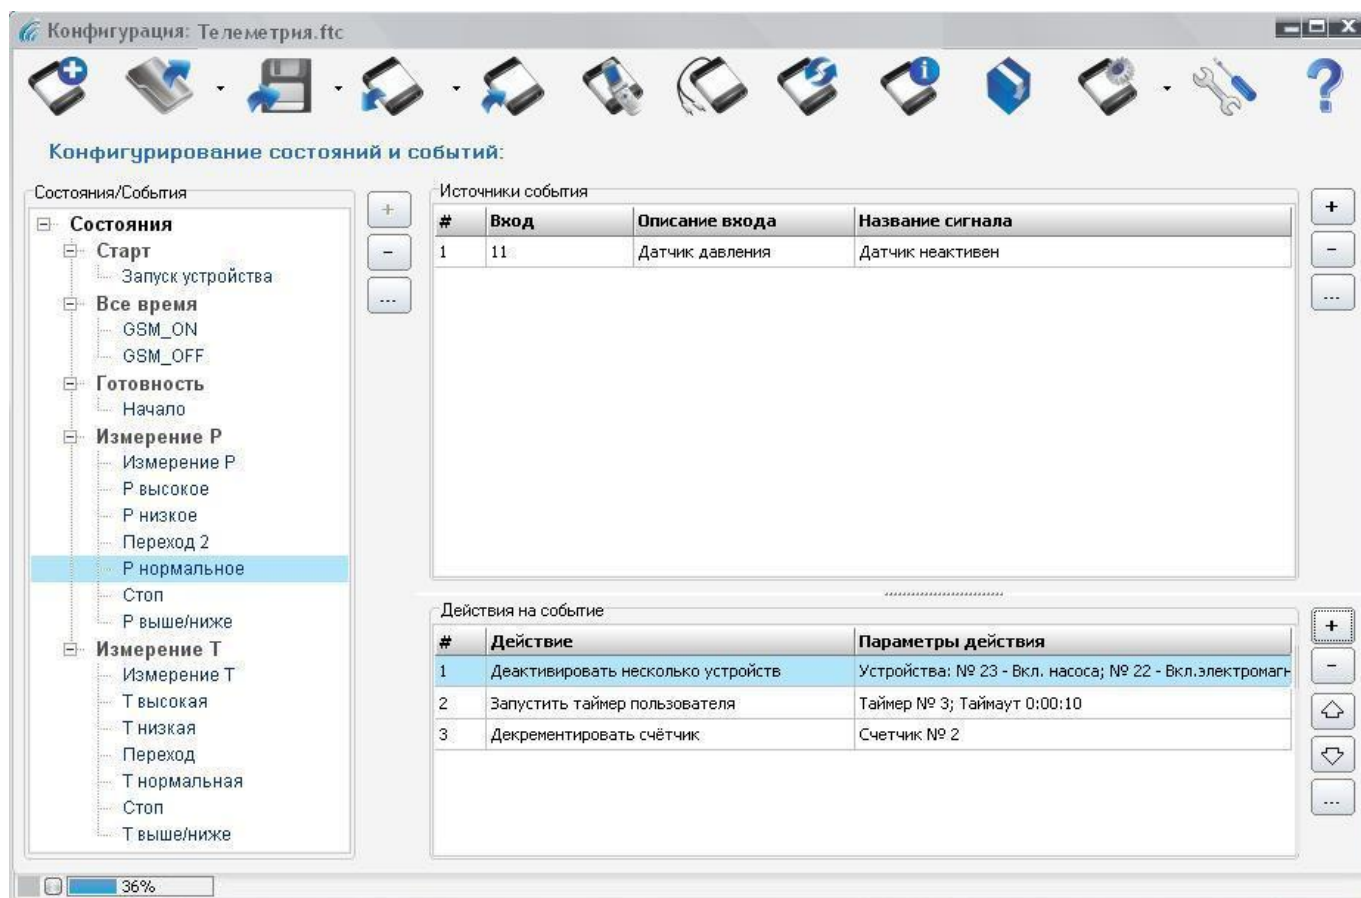 Конфигурация: Телеметрия.ftc
Конфигурирование состояний и событий:
Состояния/События
Состояния
Старт
Запуск устройства
Все время
GSM_ON
GSM_OFF
Готовность
Начало
Измерение P
Измерение P
P высокое
P низкое
Переход 2
P нормальное
Стоп
P выше/ниже
Измерение T
Измерение T
T высокая
T низкая
Переход
T нормальная
Стоп
T выше/ниже
+
-
...
Источники события
# Вход Описание входа Название сигнала
1 11 Датчик давления Датчик неактивен
+
-
...
Действия на событие
# Действие Параметры действия
1 Деактивировать несколько устройств Устройства: № 23 - Вкл. насоса; № 22 - Вкл.электромагн
2 Запустить таймер пользователя Таймер № 3; Таймаут 0:00:10
3 Декрементировать счётчик Счетчик № 2
+
-
...
36%